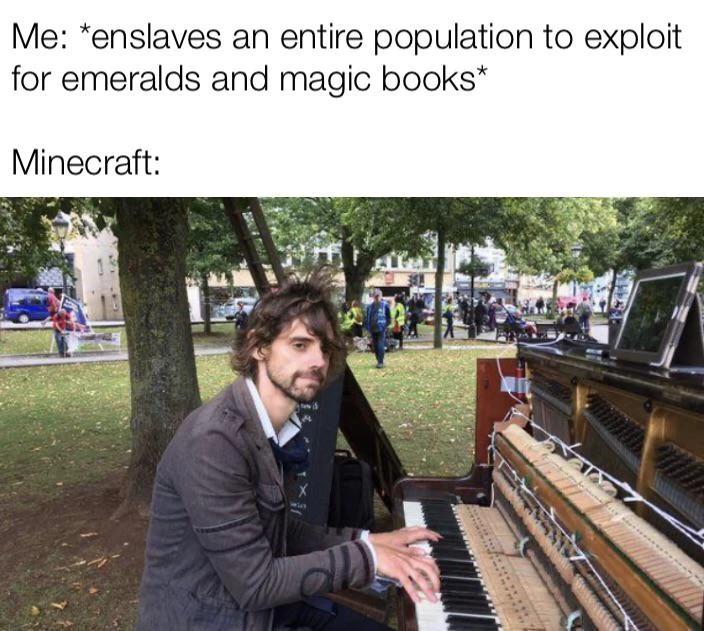 Me: *enslaves an entire population to exploit
for emeralds and magic books*
Minecraft: